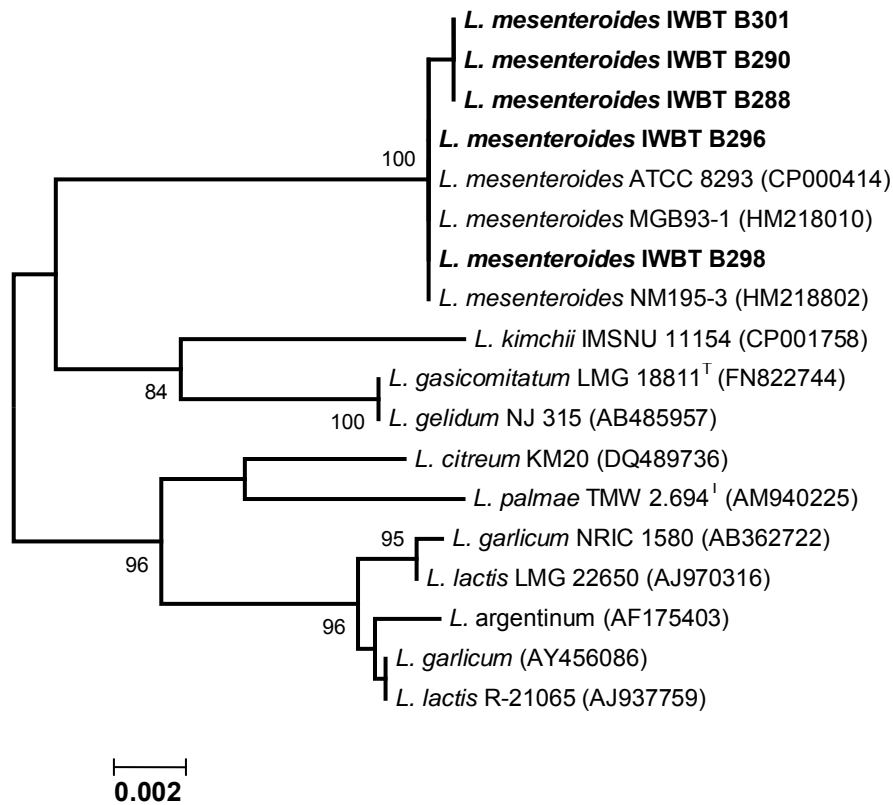 L. mesenteroides IWBT B301
L. mesenteroides IWBT B290
L. mesenteroides IWBT B288
L. mesenteroides IWBT B296
100
L. mesenteroides ATCC 8293 (CP000414)
L. mesenteroides MGB93-1 (HM218010)
L. mesenteroides IWBT B298
L. mesenteroides NM195-3 (HM218802)
L. kimchii IMSNU 11154 (CP001758)
L. gasicomitatum LMG 18811ᵀ (FN822744)
84
L. gelidum NJ 315 (AB485957)
100
L. citreum KM20 (DQ489736)
L. palmae TMW 2.694ᵀ (AM940225)
L. garlicum NRIC 1580 (AB362722)
95
96
L. lactis LMG 22650 (AJ970316)
L. argentinum (AF175403)
96
L. garlicum (AY456086)
L. lactis R-21065 (AJ937759)
0.002